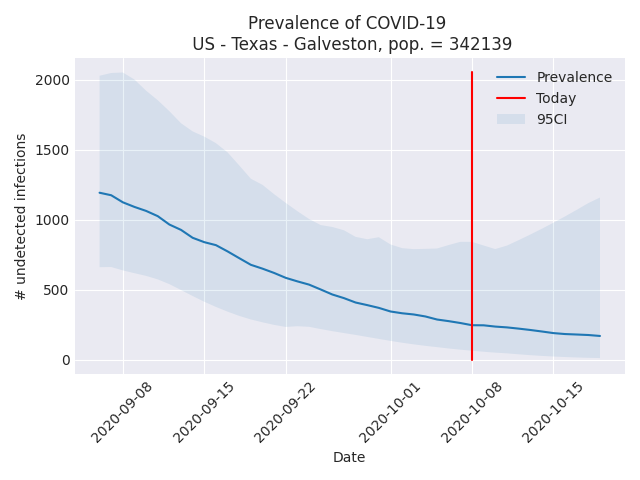 Prevalence of COVID-19
US - Texas - Galveston, pop. = 342139
# undetected infections
2000
1500
1000
500
0
Prevalence
Today
95CI
2020-09-08
2020-09-15
2020-09-22
2020-10-01
2020-10-08
2020-10-15
Date